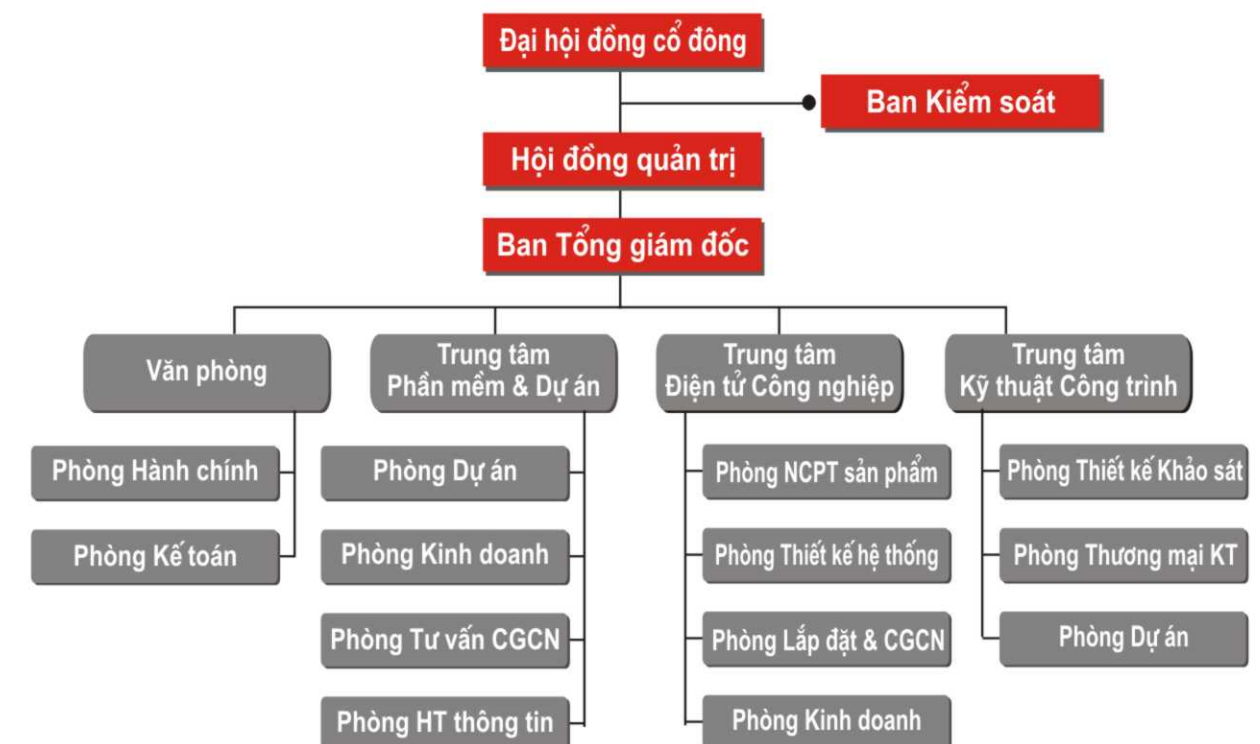 Đại hội đồng cổ đông
Ban Kiểm soát
Hội đồng quản trị
Ban Tổng giám đốc
Văn phòng
Trung tâm
Phần mềm & Dự án
Trung tâm
Điện tử Công nghiệp
Trung tâm
Kỹ thuật Công trình
Phòng Hành chính
Phòng Kế toán
Phòng Dự án
Phòng Kinh doanh
Phòng Tư vấn CGCN
Phòng HT thông tin
Phòng NCPT sản phẩm
Phòng Thiết kế hệ thống
Phòng Lắp đặt & CGCN
Phòng Kinh doanh
Phòng Thiết kế Khảo sát
Phòng Thương mại KT
Phòng Dự án